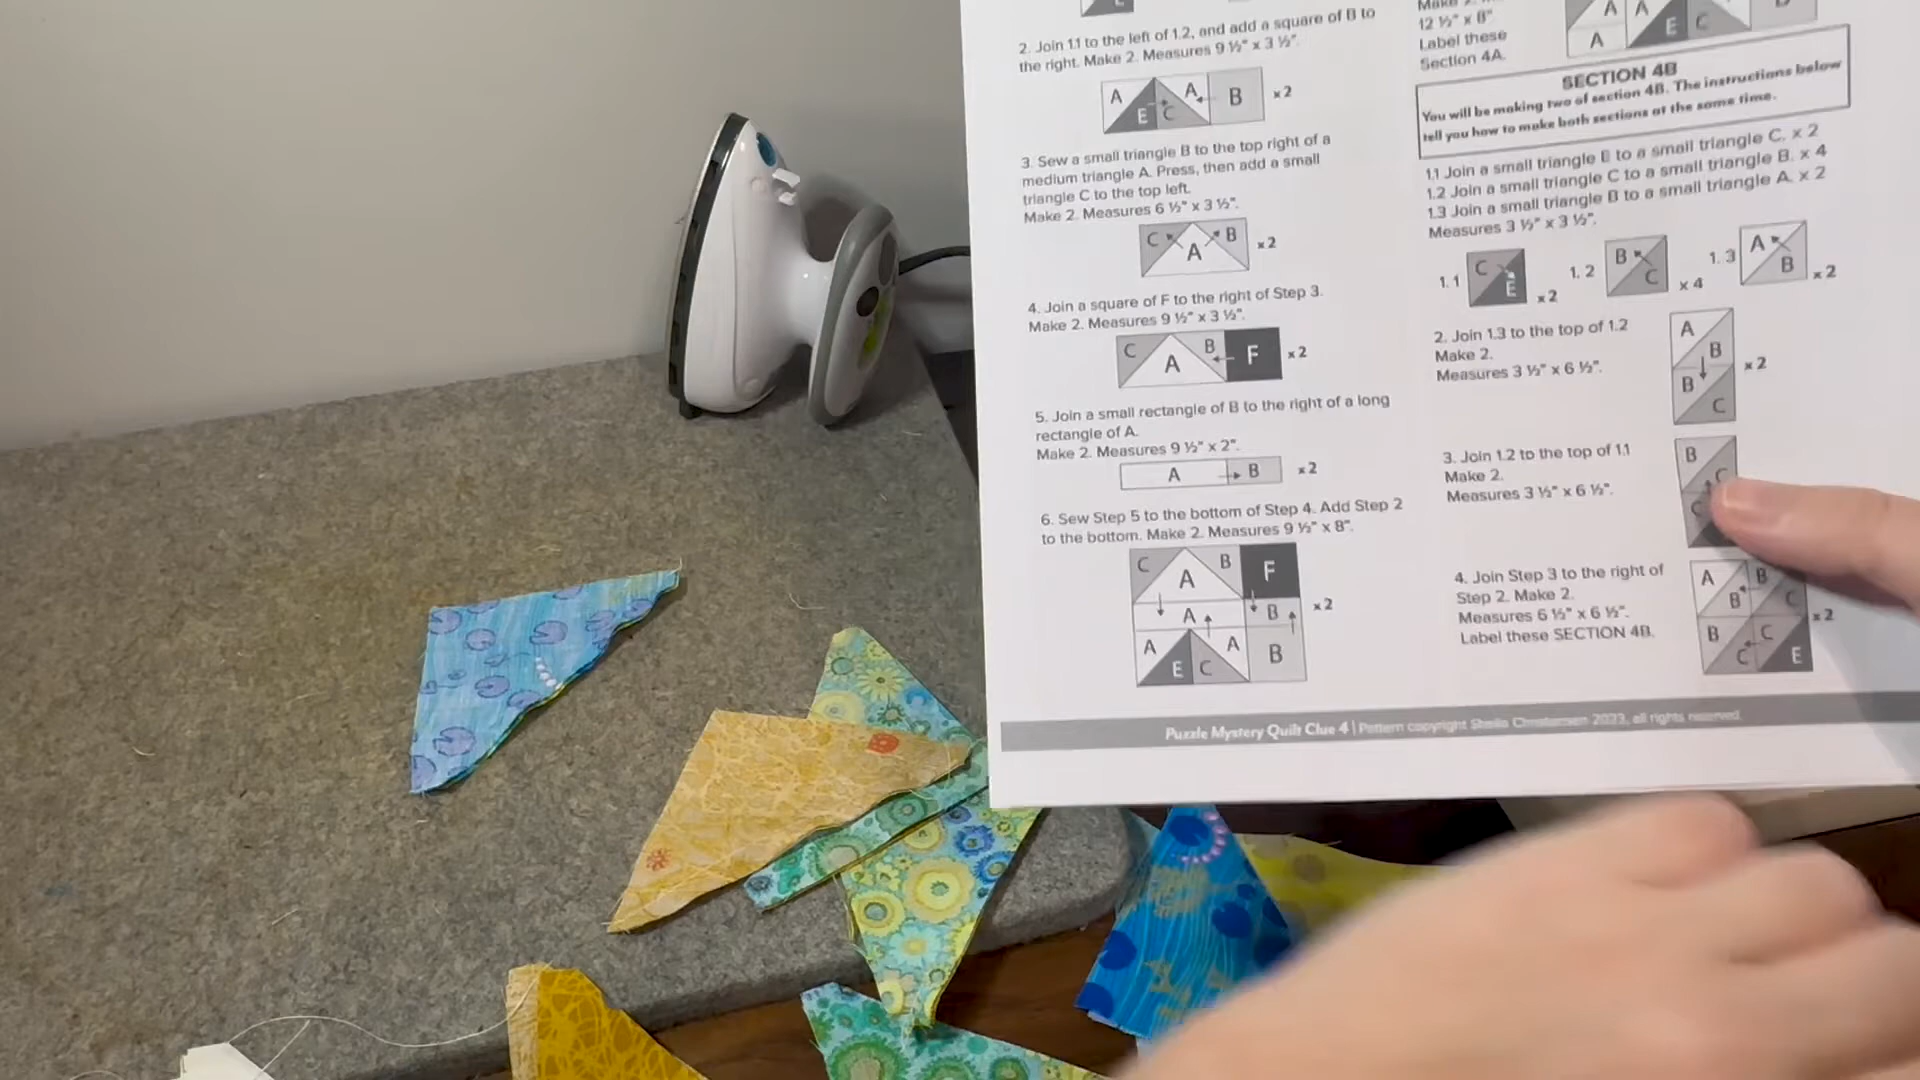 2. Join 1.1 to the left of 1.2, and add a square of B to
the right. Make 2. Measures 9 ½" x 3 ½".
A E C A B x 2
3. Sew a small triangle B to the top right of a
medium triangle A. Press, then add a small
triangle C to the top left.
Make 2. Measures 6 ½" x 3 ½".
C A B x 2
4. Join a square of F to the right of Step 3.
Make 2. Measures 9 ½" x 3 ½".
C A B F x 2
5. Join a small rectangle of B to the right of a long
rectangle of A.
Make 2. Measures 9 ½" x 2".
A B x 2
6. Sew Step 5 to the bottom of Step 4. Add Step 2
to the bottom. Make 2. Measures 9 ½" x 8".
C A B F
A B x 2
A E C A B
12 ½" x 8"
Label these
Section 4A.
A A
A E C
SECTION 4B
You will be making two of section 4B. The instructions below
tell you how to make both sections at the same time.
1.1 Join a small triangle E to a small triangle C. x 2
1.2 Join a small triangle C to a small triangle B. x 4
1.3 Join a small triangle B to a small triangle A. x 2
Measures 3 ½" x 3 ½".
1. 1 C E x 2 1. 2 B C x 4 1. 3 A B x 2
2. Join 1.3 to the top of 1.2
Make 2.
Measures 3 ½" x 6 ½".
A B B C x 2
3. Join 1.2 to the top of 1.1
Make 2.
Measures 3 ½" x 6 ½".
B C C
4. Join Step 3 to the right of
Step 2. Make 2.
Measures 6 ½" x 6 ½".
Label these SECTION 4B.
A B B C x 2
B C C E
Puzzle Mystery Quilt Clue 4 | Pattern copyright Sheila Christensen 2023, all rights reserved.